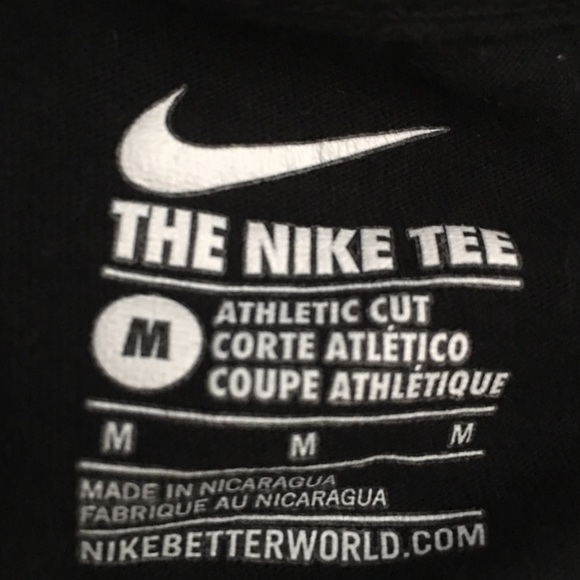 THE NIKE TEE
M
ATHLETIC CUT
CORTE ATLÉTICO
COUPE ATHLÉTIQUE
M M M
MADE IN NICARAGUA
FABRIQUE AU NICARAGUA
NIKEBETTERWORLD.COM